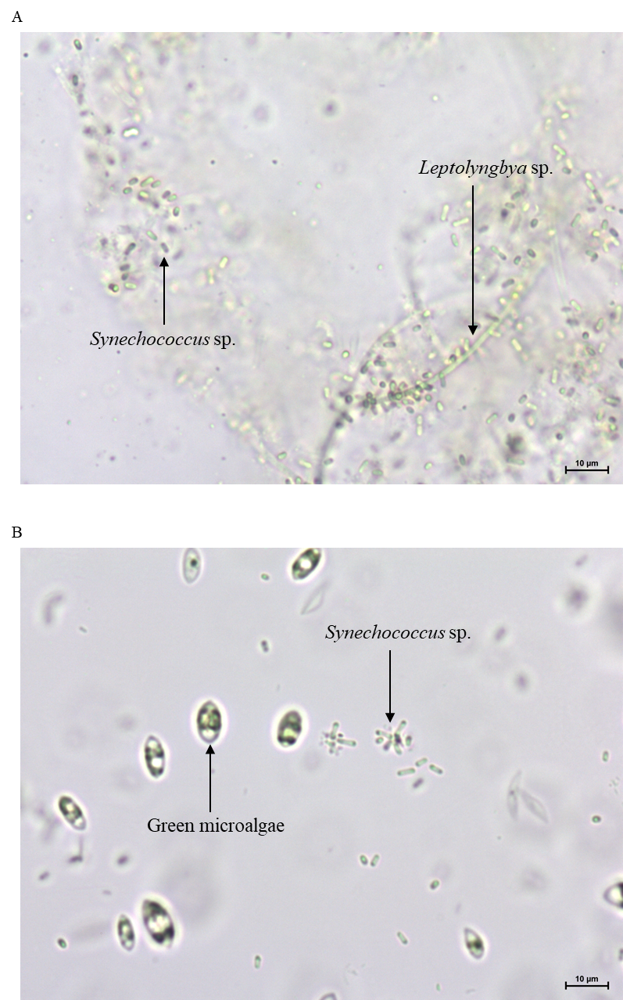 A
Leptolyngbya sp.
Synechococcus sp.
10 µm
B
Synechococcus sp.
Green microalgae
10 µm